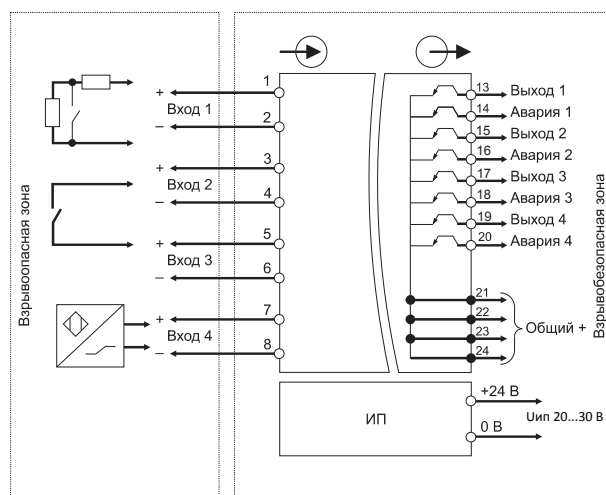 Взрывоопасная зона
+
Вход 1
–
+
Вход 2
–
+
Вход 3
–
+
Вход 4
–
1
2
3
4
5
6
7
8
13 Выход 1
14 Авария 1
15 Выход 2
16 Авария 2
17 Выход 3
18 Авария 3
19 Выход 4
20 Авария 4
21
22
23
24
Общий +
Взрывобезопасная зона
ИП
+24 В
0 В
Uип 20...30 В